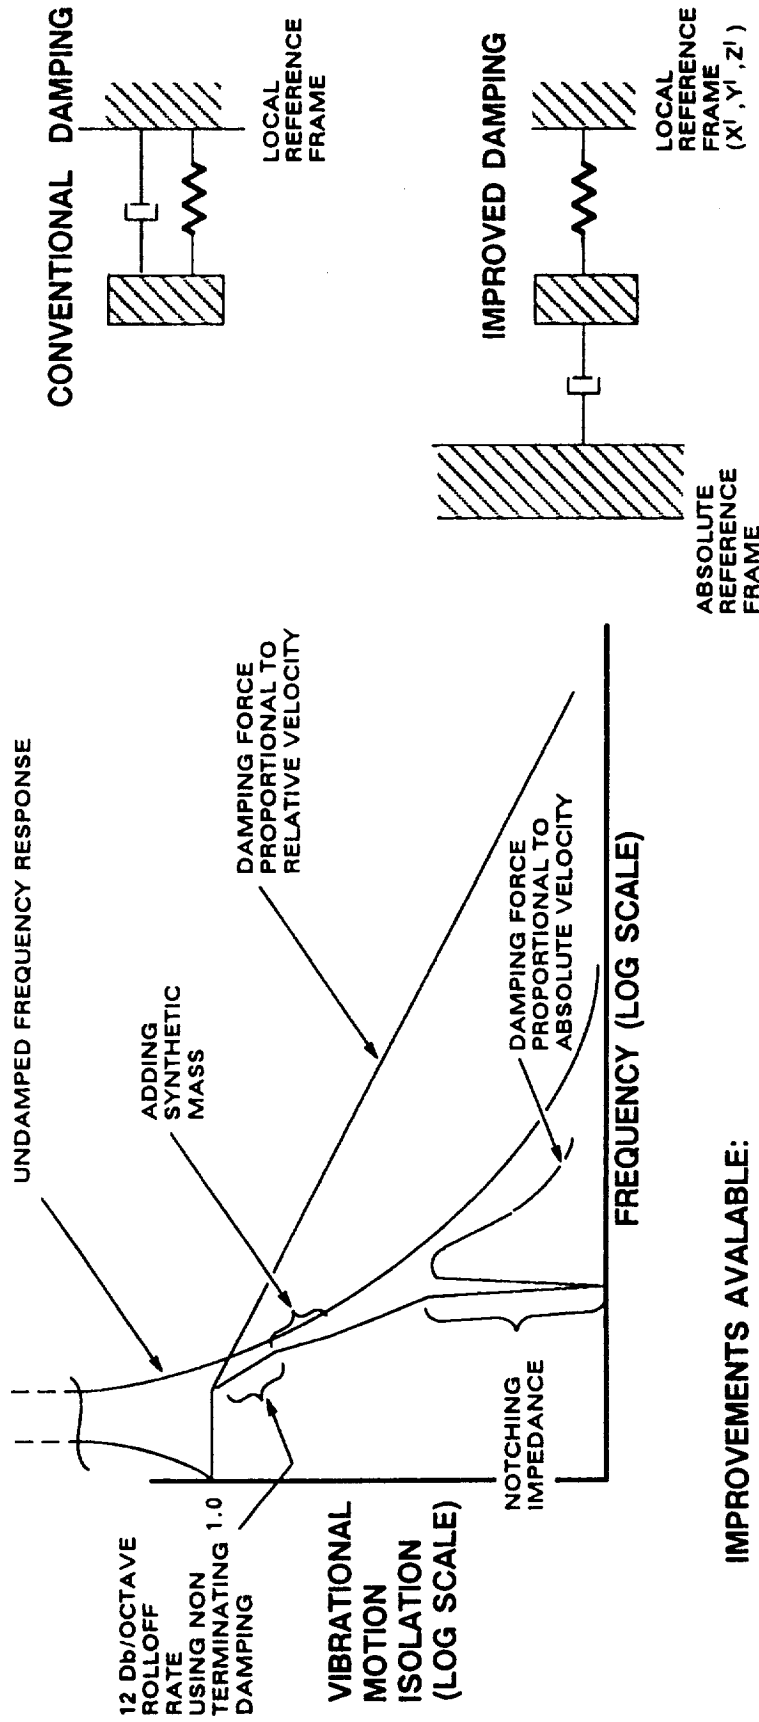 UNDAMPED FREQUENCY RESPONSE
ADDING
SYNTHETIC
MASS
DAMPING FORCE
PROPORTIONAL TO
RELATIVE VELOCITY
12 Db/OCTAVE
ROLLOFF
RATE
USING NON
TERMINATING
DAMPING
1.0
VIBRATIONAL
MOTION
ISOLATION
(LOG SCALE)
NOTCHING
IMPEDANCE
DAMPING FORCE
PROPORTIONAL TO
ABSOLUTE VELOCITY
FREQUENCY (LOG SCALE)
CONVENTIONAL DAMPING
LOCAL
REFERENCE
FRAME
IMPROVED DAMPING
LOCAL
REFERENCE
FRAME
(X', Y', Z')
ABSOLUTE
REFERENCE
FRAME
IMPROVEMENTS AVALABLE: